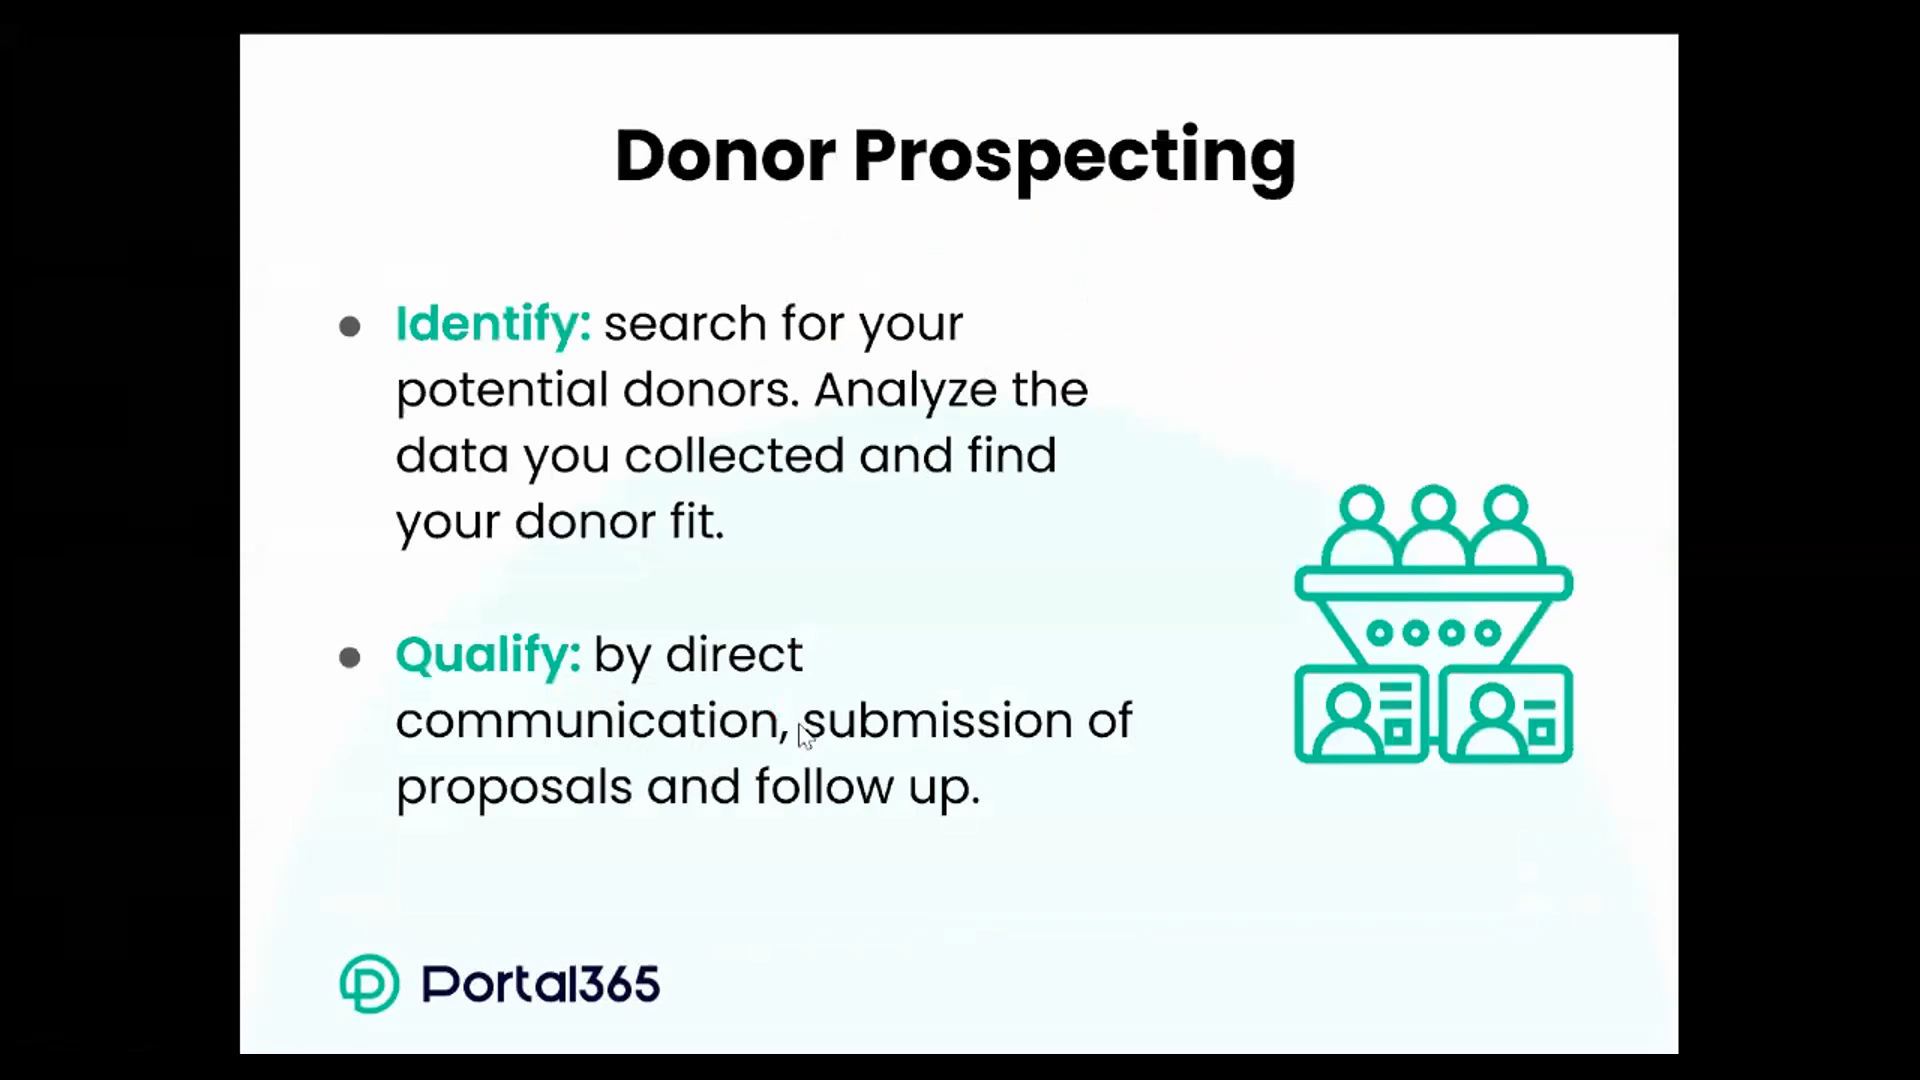 Donor Prospecting
● Identify: search for your
potential donors. Analyze the
data you collected and find
your donor fit.
● Qualify: by direct
communication, submission of
proposals and follow up.
Portal365